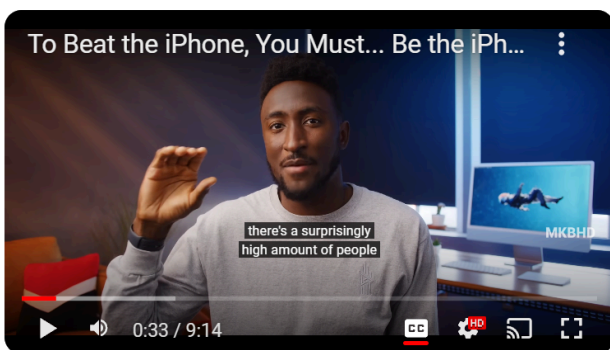 To Beat the iPhone, You Must... Be the iPh...
there's a surprisingly
high amount of people
MKBHD
0:33 / 9:14
CC
HD